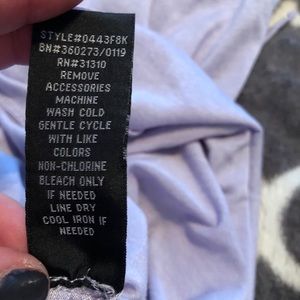 STYLE#0443F8K
BN#360273/0119
RN#31310
REMOVE
ACCESSORIES
MACHINE
WASH COLD
GENTLE CYCLE
WITH LIKE
COLORS
NON-CHLORINE
BLEACH ONLY
IF NEEDED
LINE DRY
COOL IRON IF
NEEDED